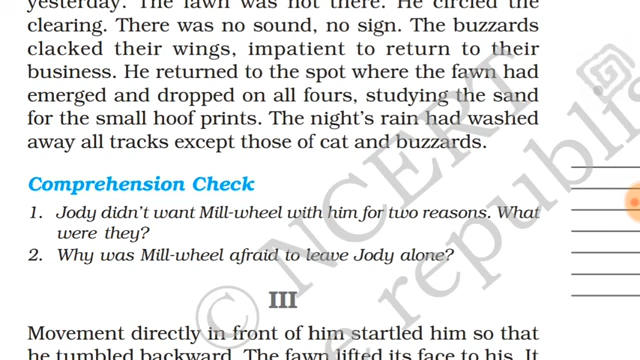 yesterday. The fawn was not there. He circled the
clearing. There was no sound, no sign. The buzzards
clacked their wings, impatient to return to their
business. He returned to the spot where the fawn had
emerged and dropped on all fours, studying the sand
for the small hoof prints. The night's rain had washed
away all tracks except those of cat and buzzards.
Comprehension Check
1. Jody didn't want Mill-wheel with him for two reasons. What
were they?
2. Why was Mill-wheel afraid to leave Jody alone?
III
Movement directly in front of him startled him so that
he tumbled backward. The fawn lifted its face to his. It
© NCERT
be republis